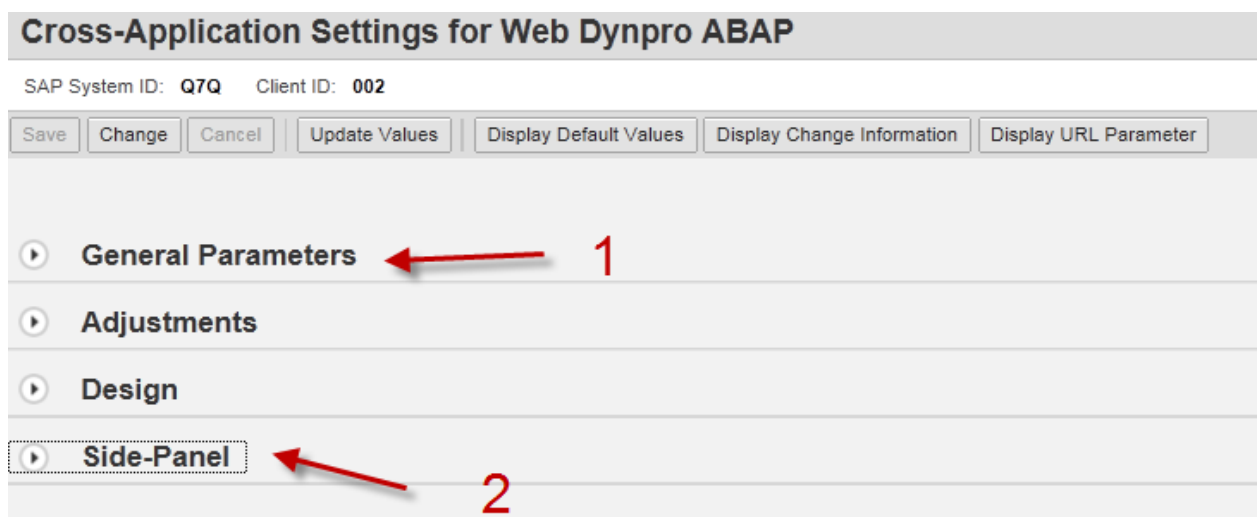 Cross-Application Settings for Web Dynpro ABAP
SAP System ID: Q7Q Client ID: 002
Save Change Cancel Update Values Display Default Values Display Change Information Display URL Parameter
General Parameters 1
Adjustments
Design
Side-Panel
2